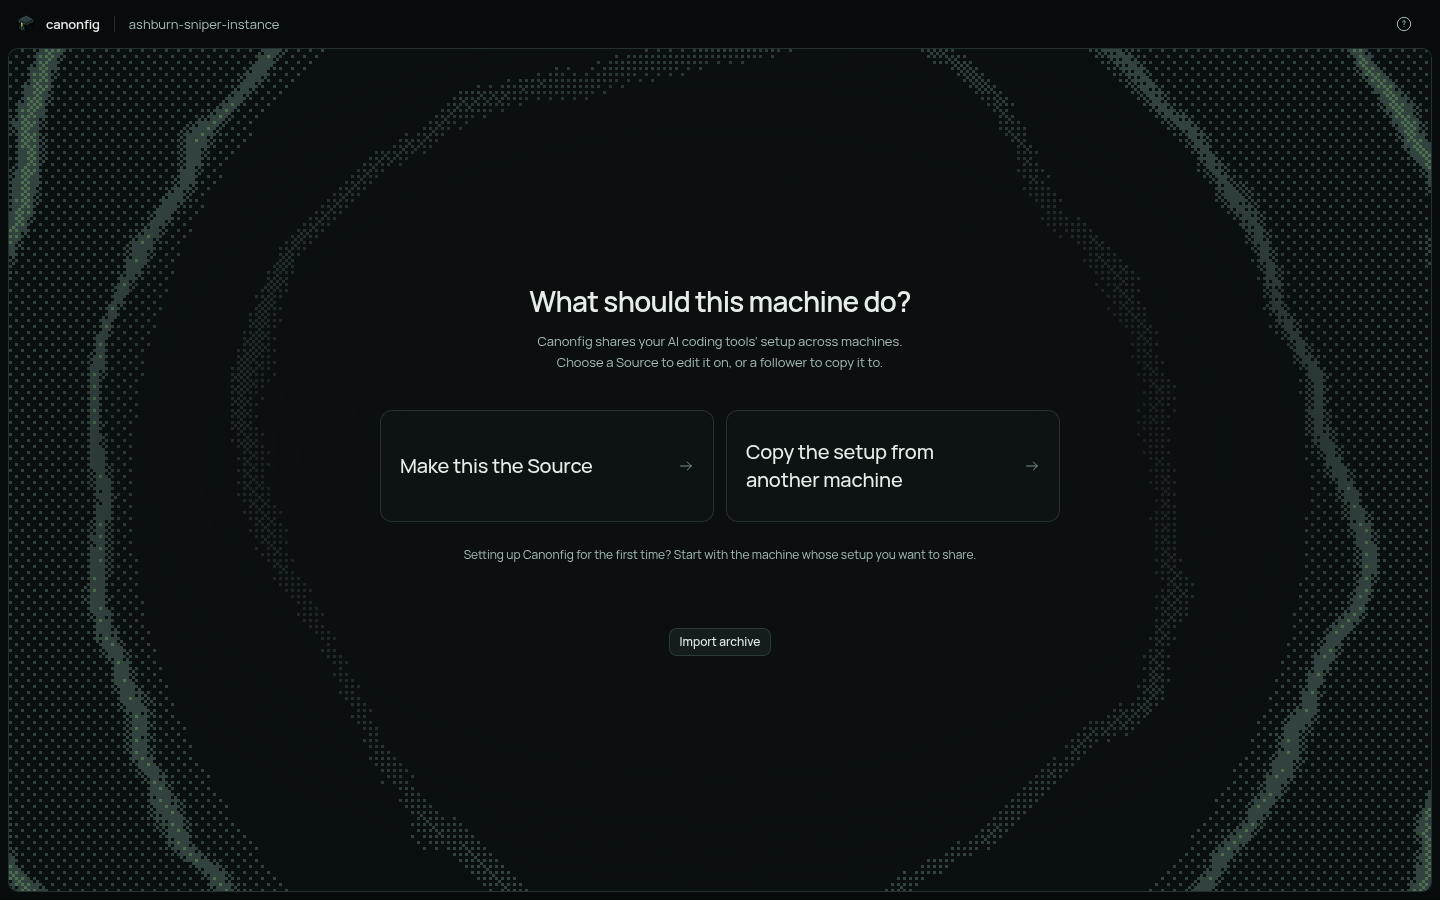 canonfig
ashburn-sniper-instance
What should this machine do?
Canonfig shares your AI coding tools' setup across machines.
Choose a Source to edit it on, or a follower to copy it to.
Make this the Source
Copy the setup from
another machine
Setting up Canonfig for the first time? Start with the machine whose setup you want to share.
Import archive